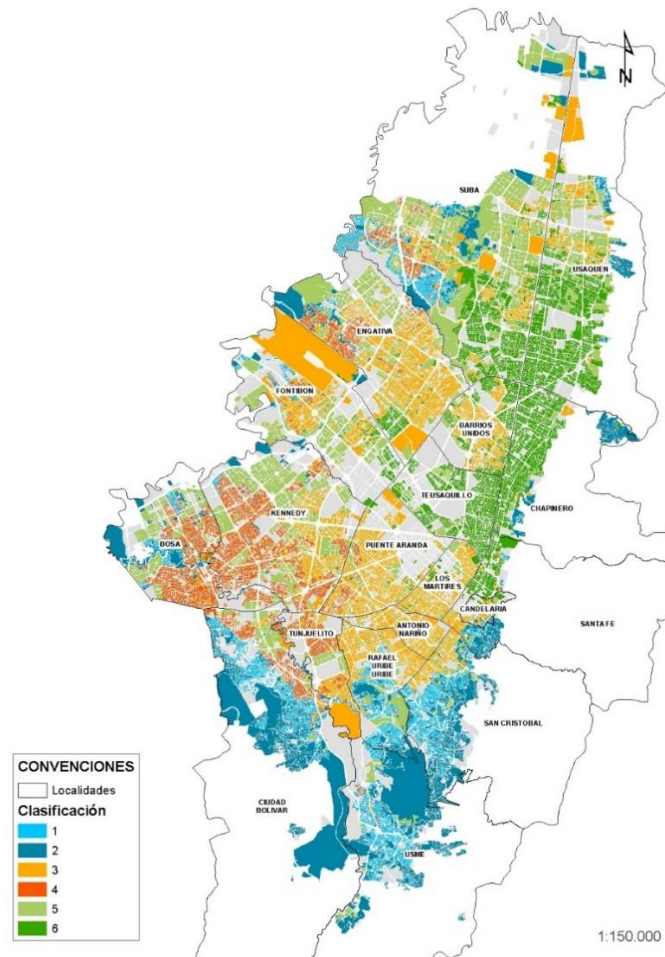 N
SUBA
USAQUEN
ENGATIVA
FONTIBON
BARRIOS
UNIDOS
TEUSAQUILLO
CHAPINERO
KENNEDY
BOSA
PUENTE ARANDA
LOS
MARTIRES
CANDELARIA
SANTA FE
TUNJUELITO
ANTONIO
NARIÑO
RAFAEL
URIBE
URIBE
SAN CRISTOBAL
CIUDAD
BOLIVAR
USME
CONVENCIONES
Localidades
Clasificación
1
2
3
4
5
6
1:150.000